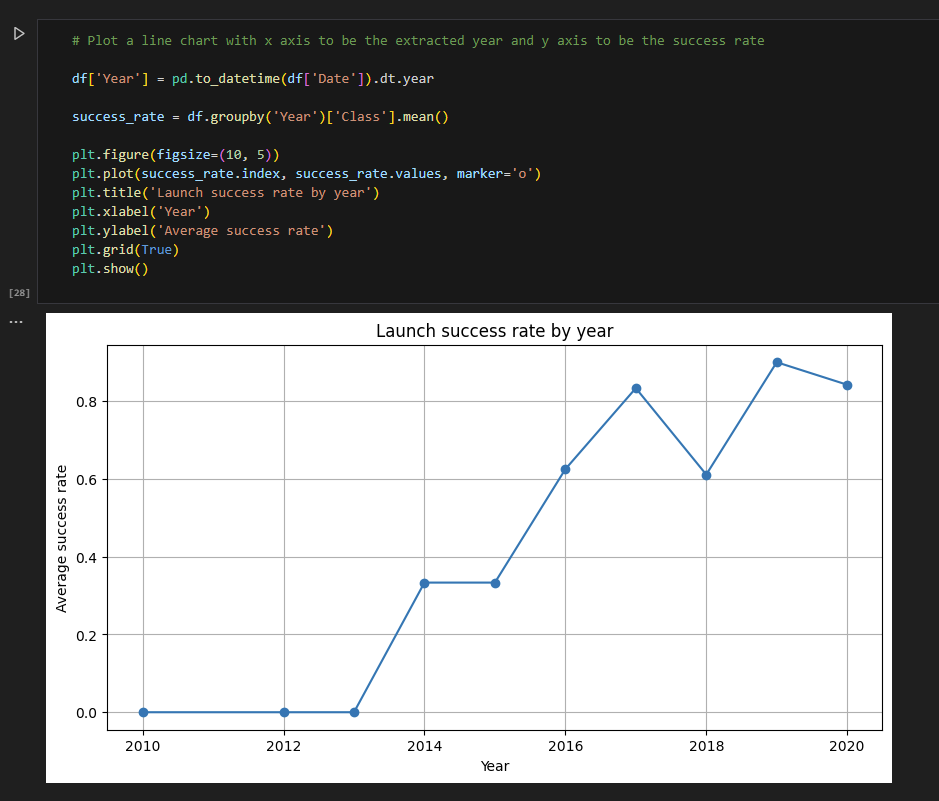 # Plot a line chart with x axis to be the extracted year and y axis to be the success rate
df['Year'] = pd.to_datetime(df['Date']).dt.year
success_rate = df.groupby('Year')['Class'].mean()
plt.figure(figsize=(10, 5))
plt.plot(success_rate.index, success_rate.values, marker='o')
plt.title('Launch success rate by year')
plt.xlabel('Year')
plt.ylabel('Average success rate')
plt.grid(True)
plt.show()
[28]
...
Launch success rate by year
Average success rate
0.8
0.6
0.4
0.2
0.0
2010 2012 2014 2016 2018 2020
Year